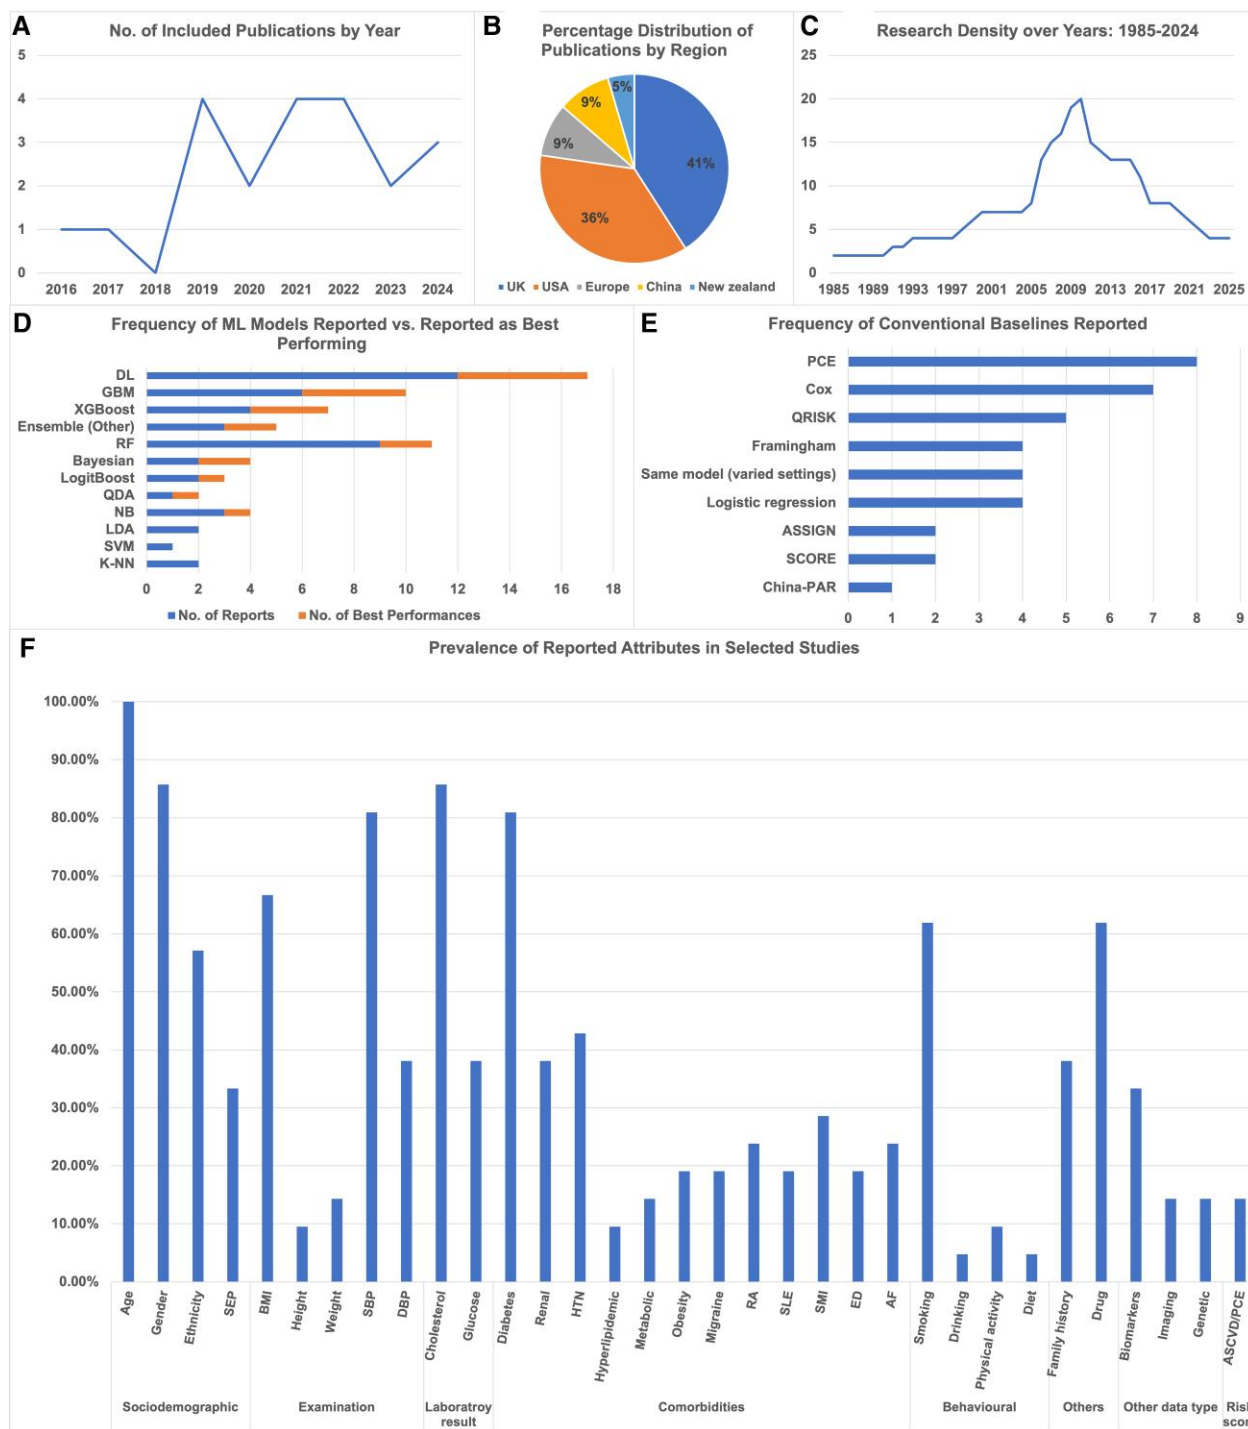 A
No. of Included Publications by Year
5
4
3
2
1
0
2016 2017 2018 2019 2020 2021 2022 2023 2024
B
Percentage Distribution of
Publications by Region
5%
9%
9%
41%
36%
UK USA Europe China New zealand
C
Research Density over Years: 1985-2024
25
20
15
10
5
0
1985 1989 1993 1997 2001 2005 2009 2013 2017 2021 2025
D
Frequency of ML Models Reported vs. Reported as Best
Performing
DL
GBM
XGBoost
Ensemble (Other)
RF
Bayesian
LogitBoost
QDA
NB
LDA
SVM
K-NN
0 2 4 6 8 10 12 14 16 18
No. of Reports No. of Best Performances
E
Frequency of Conventional Baselines Reported
PCE
Cox
QRISK
Framingham
Same model (varied settings)
Logistic regression
ASSIGN
SCORE
China-PAR
0 1 2 3 4 5 6 7 8 9
F
Prevalence of Reported Attributes in Selected Studies
100.00%
90.00%
80.00%
70.00%
60.00%
50.00%
40.00%
30.00%
20.00%
10.00%
0.00%
Age
Gender
Ethnicity
SEP
BMI
Height
Weight
SBP
DBP
Cholesterol
Glucose
Diabetes
Renal
HTN
Hyperlipidemic
Metabolic
Obesity
Migraine
RA
SLE
SMI
ED
AF
Smoking
Drinking
Physical activity
Diet
Family history
Drug
Biomarkers
Imaging
Genetic
ASCVD/PCE
Sociodemographic
Examination
Laboratroy
result
Comorbidities
Behavioural
Others
Other data type
Risk
score